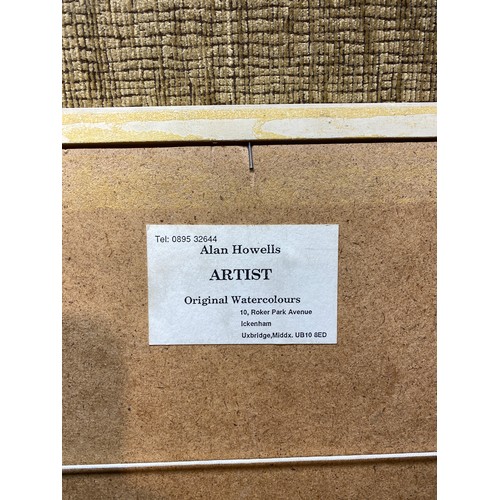 Tel: 0895 32644
Alan Howells
ARTIST
Original Watercolours
10, Roker Park Avenue
Ickenham
Uxbridge,Middx. UB10 8ED